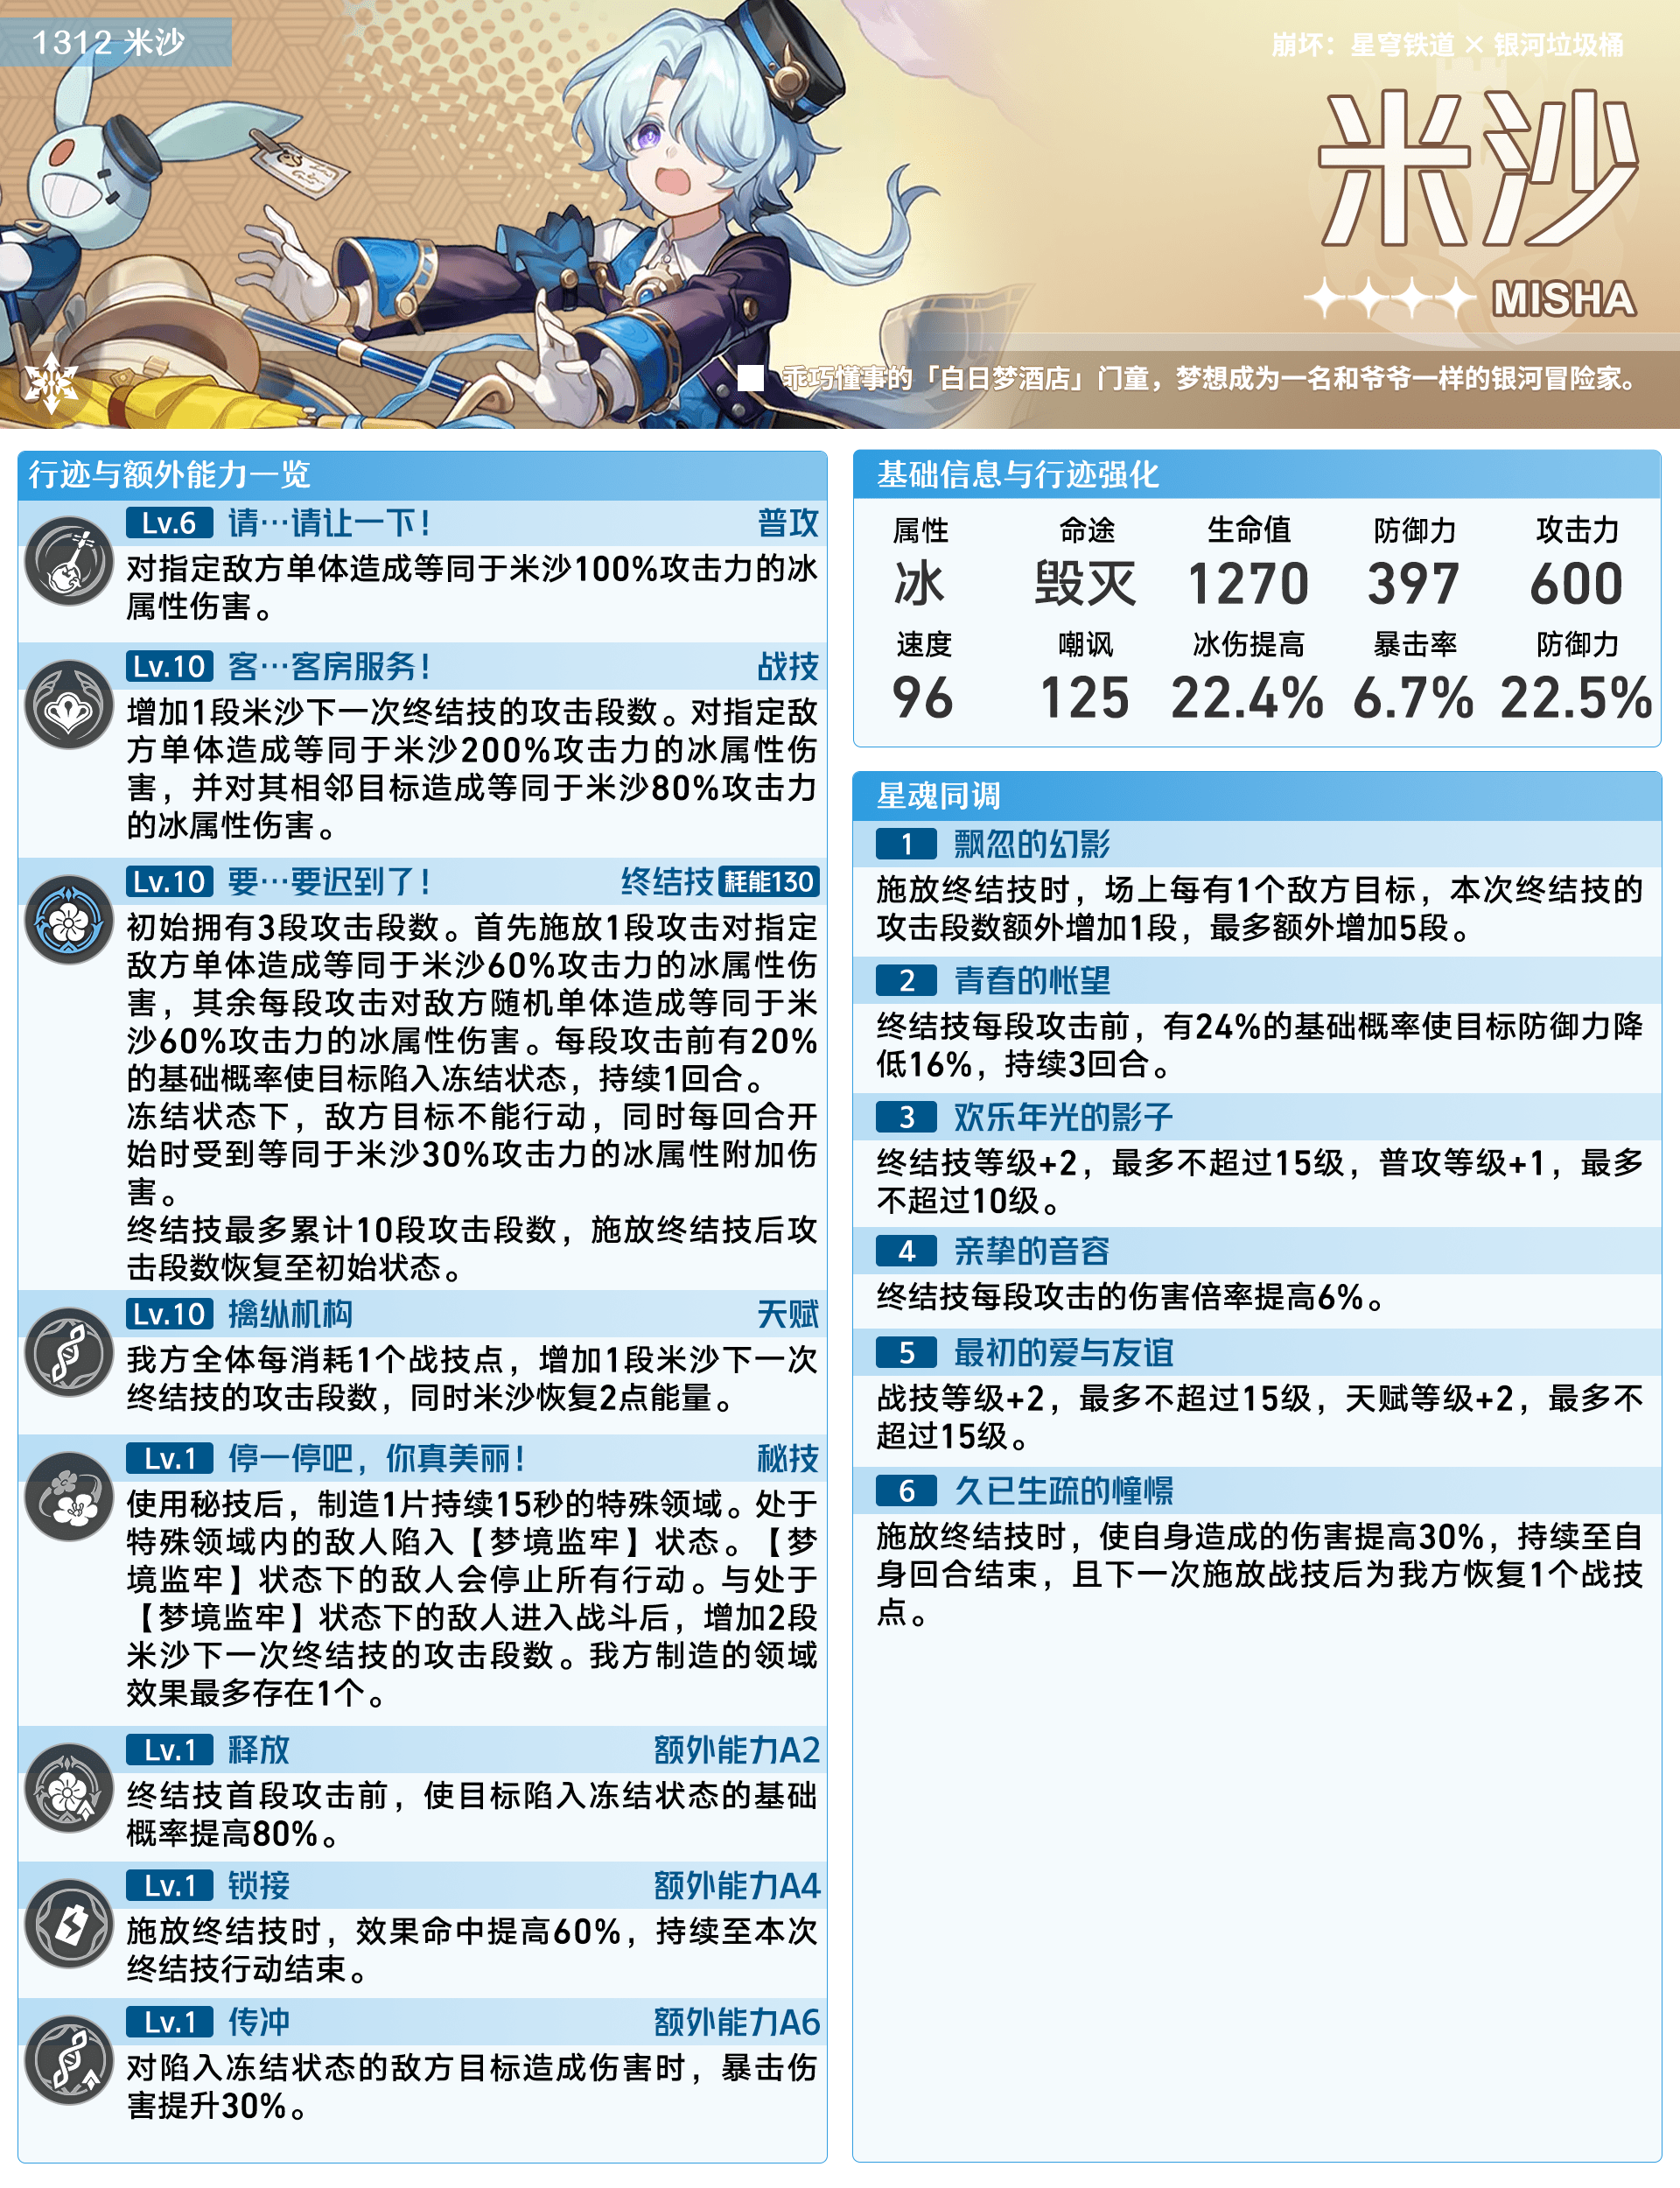 1312 米沙
崩坏：星穹铁道 × 银河垃圾桶
米沙
MISHA
乖巧懂事的「白日梦酒店」门童，梦想成为一名和爷爷一样的银河冒险家。
行迹与额外能力一览
Lv.6 请…请让一下！ 普攻
对指定敌方单体造成等同于米沙100%攻击力的冰
属性伤害。
Lv.10 客…客房服务！ 战技
增加1段米沙下一次终结技的攻击段数。对指定敌
方单体造成等同于米沙200%攻击力的冰属性伤
害，并对其相邻目标造成等同于米沙80%攻击力
的冰属性伤害。
Lv.10 要…要迟到了！ 终结技 耗能130
初始拥有3段攻击段数。首先施放1段攻击对指定
敌方单体造成等同于米沙60%攻击力的冰属性伤
害，其余每段攻击对敌方随机单体造成等同于米
沙60%攻击力的冰属性伤害。每段攻击前有20%
的基础概率使目标陷入冻结状态，持续1回合。
冻结状态下，敌方目标不能行动，同时每回合开
始时受到等同于米沙30%攻击力的冰属性附加伤
害。
终结技最多累计10段攻击段数，施放终结技后攻
击段数恢复至初始状态。
Lv.10 擒纵机构 天赋
我方全体每消耗1个战技点，增加1段米沙下一次
终结技的攻击段数，同时米沙恢复2点能量。
Lv.1 停一停吧，你真美丽！ 秘技
使用秘技后，制造1片持续15秒的特殊领域。处于
特殊领域内的敌人陷入【梦境监牢】状态。【梦
境监牢】状态下的敌人会停止所有行动。与处于
【梦境监牢】状态下的敌人进入战斗后，增加2段
米沙下一次终结技的攻击段数。我方制造的领域
效果最多存在1个。
Lv.1 释放 额外能力A2
终结技首段攻击前，使目标陷入冻结状态的基础
概率提高80%。
Lv.1 锁接 额外能力A4
施放终结技时，效果命中提高60%，持续至本次
终结技行动结束。
Lv.1 传冲 额外能力A6
对陷入冻结状态的敌方目标造成伤害时，暴击伤
害提升30%。
基础信息与行迹强化
属性 命途 生命值 防御力 攻击力
冰 毁灭 1270 397 600
速度 嘲讽 冰伤提高 暴击率 防御力
96 125 22.4% 6.7% 22.5%
星魂同调
1 飘忽的幻影
施放终结技时，场上每有1个敌方目标，本次终结技的
攻击段数额外增加1段，最多额外增加5段。
2 青春的怅望
终结技每段攻击前，有24%的基础概率使目标防御力降
低16%，持续3回合。
3 欢乐年光的影子
终结技等级+2，最多不超过15级，普攻等级+1，最多
不超过10级。
4 亲挚的音容
终结技每段攻击的伤害倍率提高6%。
5 最初的爱与友谊
战技等级+2，最多不超过15级，天赋等级+2，最多不
超过15级。
6 久已生疏的憧憬
施放终结技时，使自身造成的伤害提高30%，持续至自
身回合结束，且下一次施放战技后为我方恢复1个战技
点。